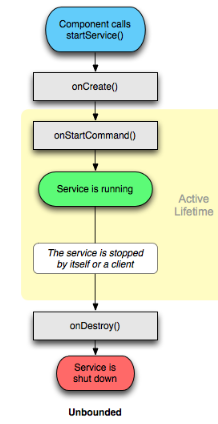 Component calls
startService()
onCreate()
onStartCommand()
Service is running
Active
Lifetime
The service is stopped
by itself or a client
onDestroy()
Service is
shut down
Unbounded